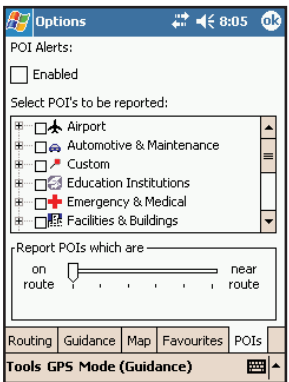 Options 8:05 ok
POI Alerts:
Enabled
Select POI's to be reported:
Airport
Automotive & Maintenance
Custom
Education Institutions
Emergency & Medical
Facilities & Buildings
Report POIs which are
on route near route
Routing Guidance Map Favourites POIs
Tools GPS Mode (Guidance)